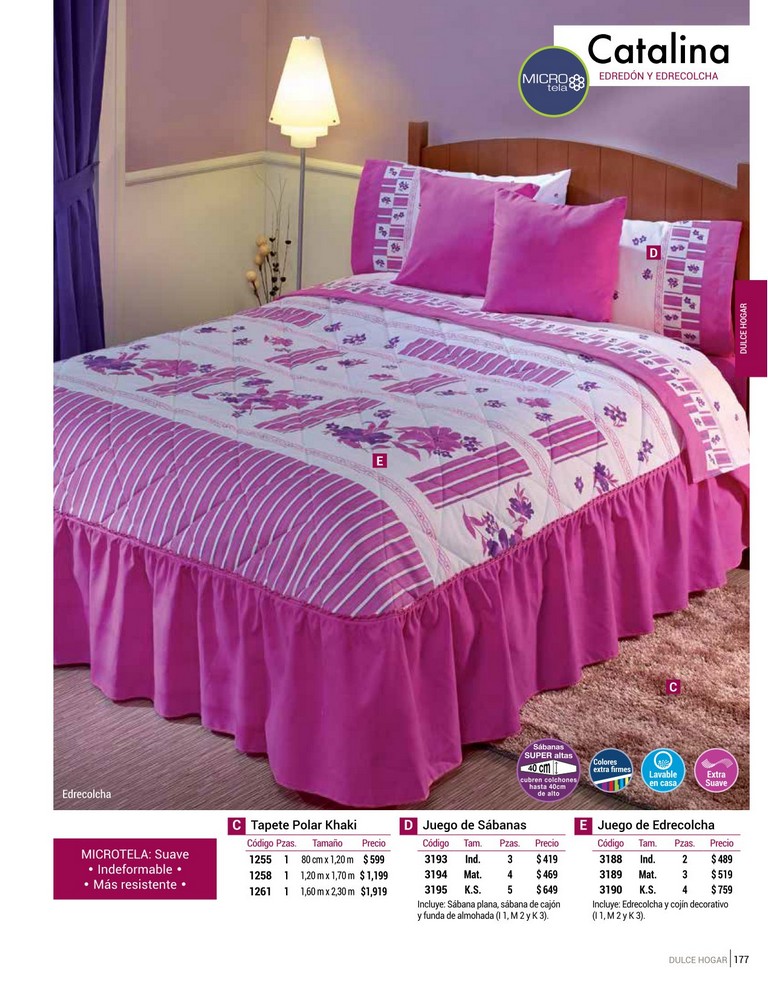 Catalina
EDREDÓN Y EDRECOLCHA
MICRO
tela
D
DULCE HOGAR
E
C
Sábanas
SUPER altas
40 cm
cubren colchones
hasta 40cm
de alto
Colores
extra firmes
Lavable
en casa
Extra
Suave
Edrecolcha
MICROTELA: Suave
• Indeformable •
• Más resistente •
C Tapete Polar Khaki
Código Pzas. Tamaño Precio
1255 1 80 cm x 1,20 m $ 599
1258 1 1,20 m x 1,70 m $ 1,199
1261 1 1,60 m x 2,30 m $1,919
D Juego de Sábanas
Código Tam. Pzas. Precio
3193 Ind. 3 $ 419
3194 Mat. 4 $ 469
3195 K.S. 5 $ 649
Incluye: Sábana plana, sábana de cajón
y funda de almohada (I 1, M 2 y K 3).
E Juego de Edrecolcha
Código Tam. Pzas. Precio
3188 Ind. 2 $ 489
3189 Mat. 3 $ 519
3190 K.S. 4 $ 759
Incluye: Edrecolcha y cojín decorativo
(I 1, M 2 y K 3).
DULCE HOGAR 177